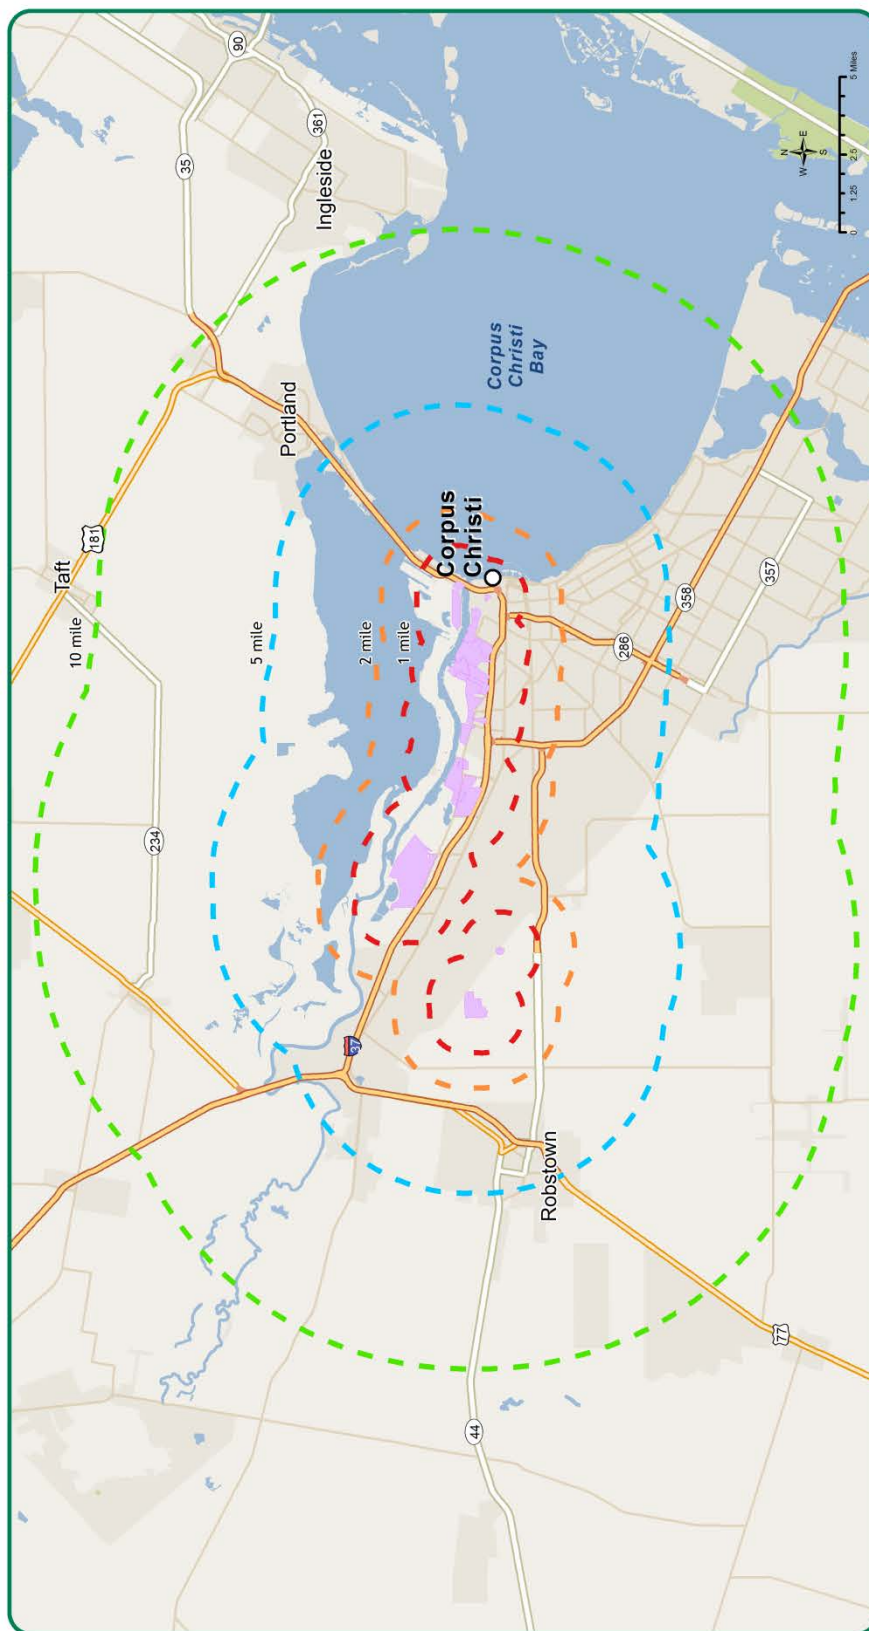 Taft
181
10 mile
234
35
90
5 mile
Portland
361
Ingleside
37
2 mile
1 mile
Corpus
Christi
Corpus
Christi
Bay
44
Robstown
286
358
357
77
N
W
E
S
0 1.25 2.5 5 Miles